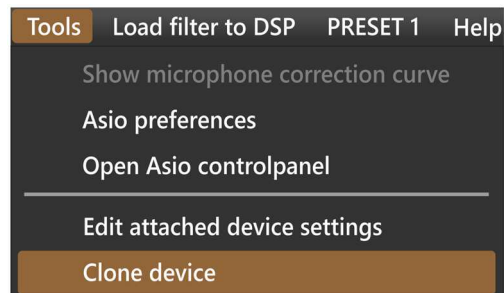 Tools Load filter to DSP PRESET 1 Help
Show microphone correction curve
Asio preferences
Open Asio controlpanel
Edit attached device settings
Clone device